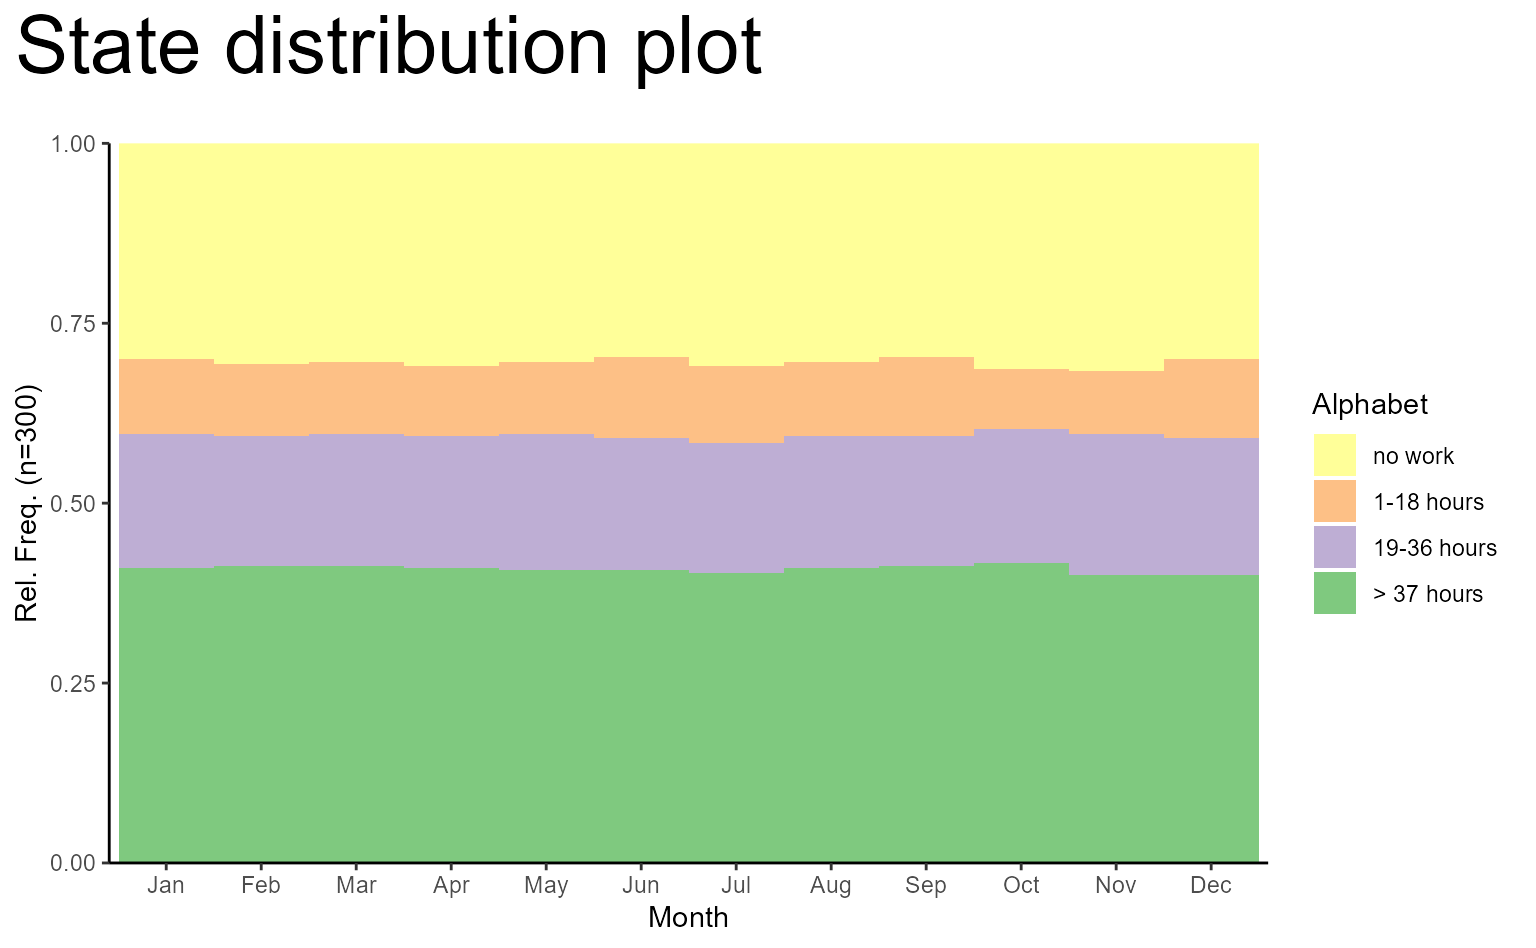 State distribution plot
1.00
0.75
0.50
0.25
0.00
Rel. Freq. (n=300)
Jan Feb Mar Apr May Jun Jul Aug Sep Oct Nov Dec
Month
Alphabet
no work
1-18 hours
19-36 hours
> 37 hours